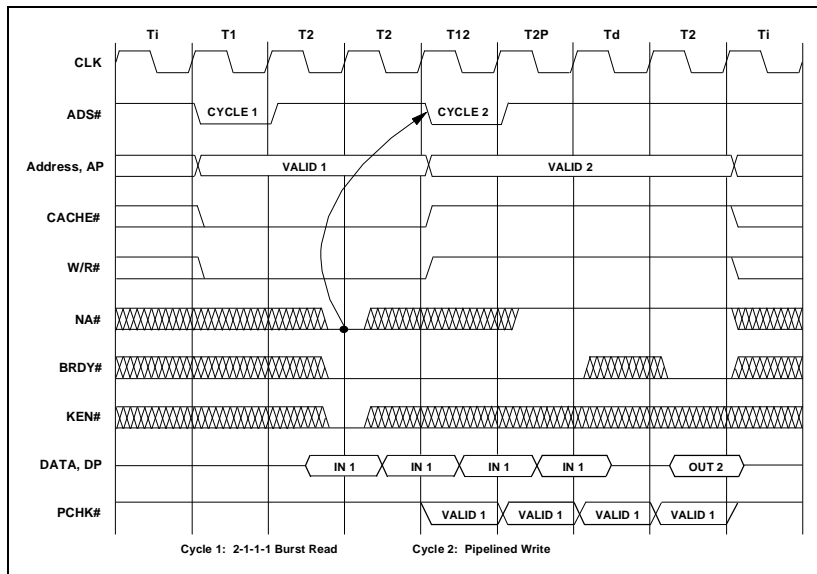 Ti T1 T2 T2 T12 T2P Td T2 Ti
CLK
ADS# CYCLE 1 CYCLE 2
Address, AP VALID 1 VALID 2
CACHE#
W/R#
NA#
BRDY#
KEN#
DATA, DP IN 1 IN 1 IN 1 IN 1 OUT 2
PCHK# VALID 1 VALID 1 VALID 1 VALID 1
Cycle 1: 2-1-1-1 Burst Read Cycle 2: Pipelined Write